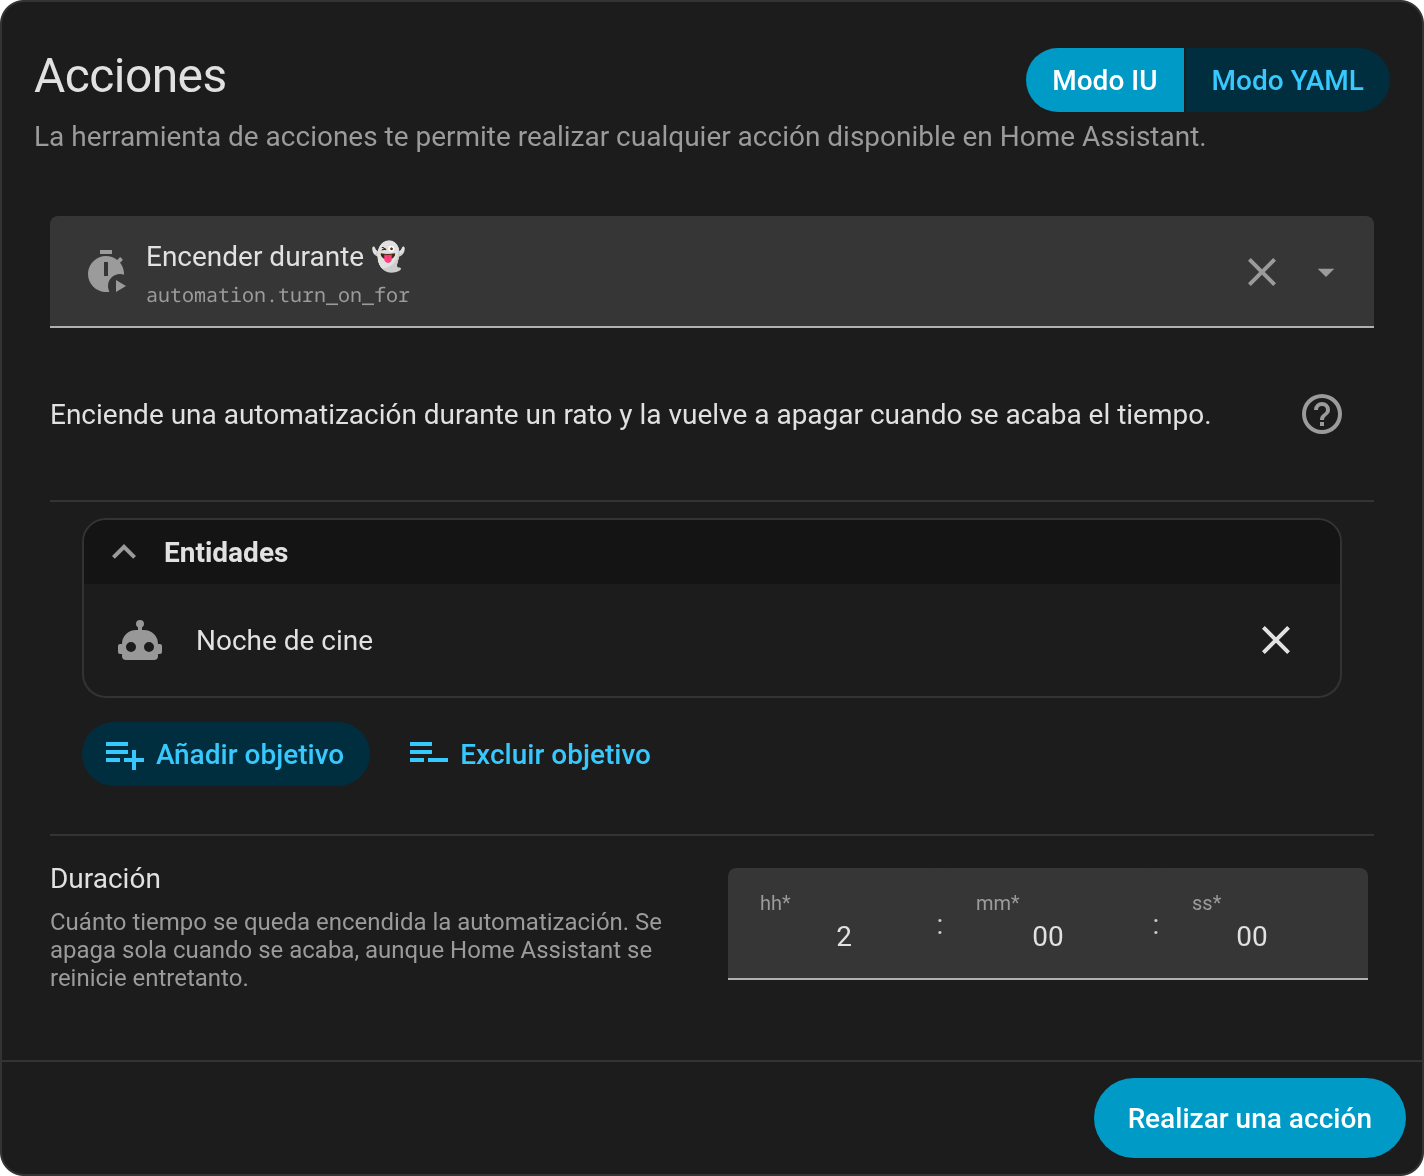 Acciones
Modo IU
Modo YAML
La herramienta de acciones te permite realizar cualquier acción disponible en Home Assistant.
Encender durante 👻
automation.turn_on_for
Enciende una automatización durante un rato y la vuelve a apagar cuando se acaba el tiempo.
Entidades
Noche de cine
Añadir objetivo
Excluir objetivo
Duración
Cuánto tiempo se queda encendida la automatización. Se
apaga sola cuando se acaba, aunque Home Assistant se
reinicie entretanto.
hh* mm* ss*
2 : 00 : 00
Realizar una acción